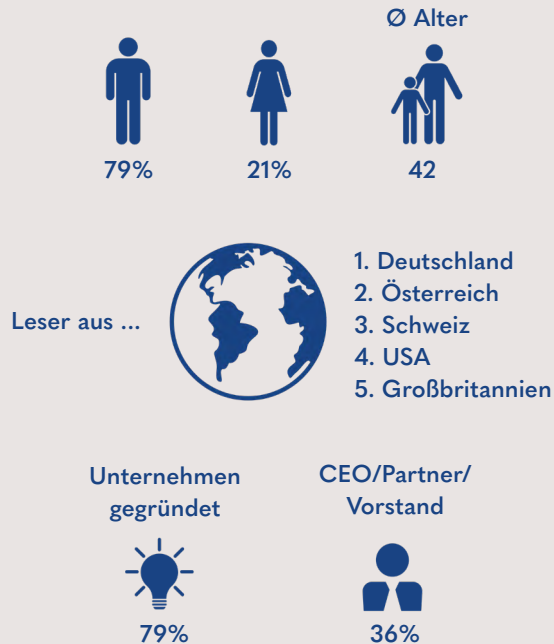 Ø Alter
79%
21%
42
Leser aus ...
1. Deutschland
2. Österreich
3. Schweiz
4. USA
5. Großbritannien
Unternehmen
gegründet
79%
CEO/Partner/
Vorstand
36%